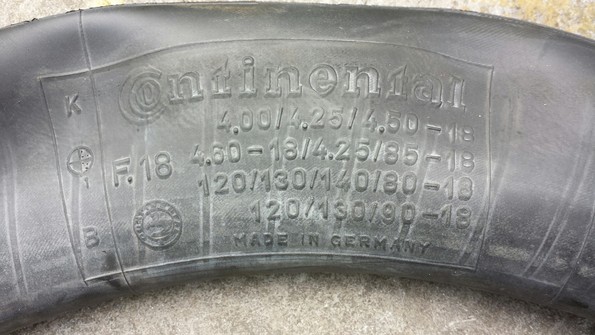 Continental
4.00/4.25/4.50-18
F.18 4.60-18/4.25/85-18
120/130/140/80-18
120/130/90-18
MADE IN GERMANY
K
1
B